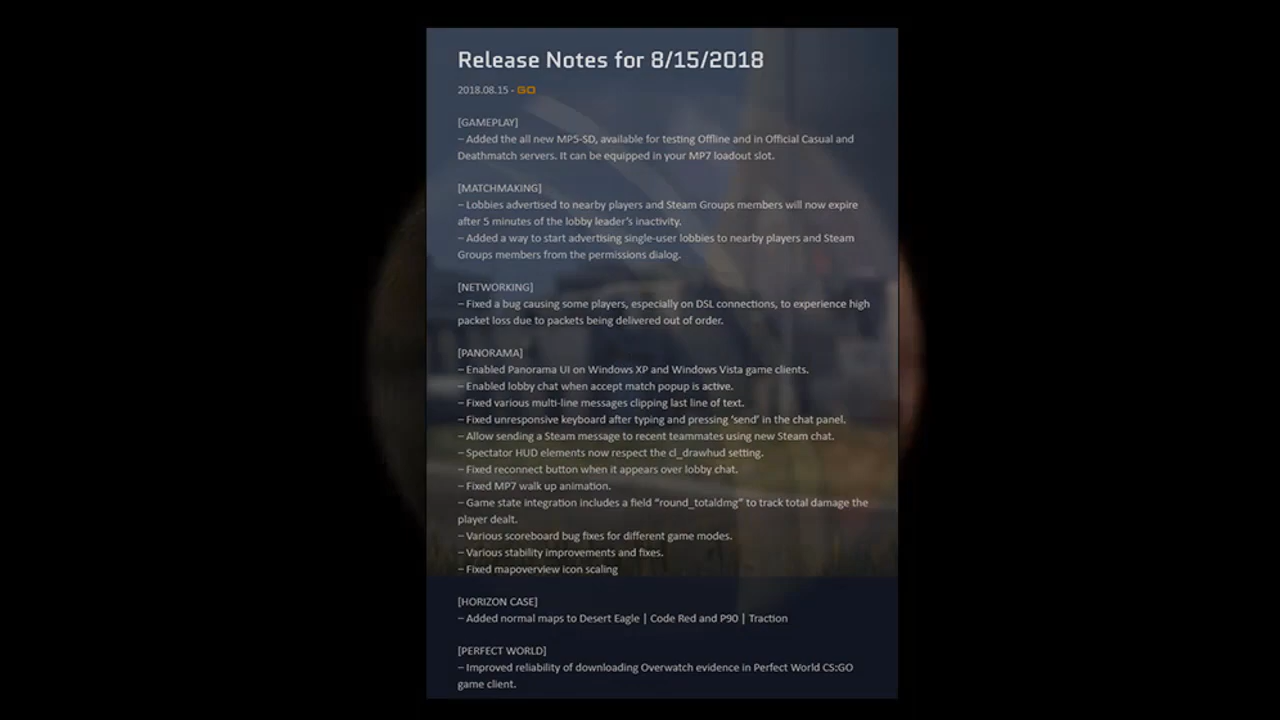 Release Notes for 8/15/2018
2018.08.15 - GO
[GAMEPLAY]
– Added the all new MP5-SD, available for testing Offline and in Official Casual and
Deathmatch servers. It can be equipped in your MP7 loadout slot.
[MATCHMAKING]
– Lobbies advertised to nearby players and Steam Groups members will now expire
after 5 minutes of the lobby leader’s inactivity.
– Added a way to start advertising single-user lobbies to nearby players and Steam
Groups members from the permissions dialog.
[NETWORKING]
– Fixed a bug causing some players, especially on DSL connections, to experience high
packet loss due to packets being delivered out of order.
[PANORAMA]
– Enabled Panorama UI on Windows XP and Windows Vista game clients.
– Enabled lobby chat when accept match popup is active.
– Fixed various multi-line messages clipping last line of text.
– Fixed unresponsive keyboard after typing and pressing ‘send’ in the chat panel.
– Allow sending a Steam message to recent teammates using new Steam chat.
– Spectator HUD elements now respect the cl_drawhud setting.
– Fixed reconnect button when it appears over lobby chat.
– Fixed MP7 walk up animation.
– Game state integration includes a field “round_totaldmg” to track total damage the
player dealt.
– Various scoreboard bug fixes for different game modes.
– Various stability improvements and fixes.
– Fixed mapoverview icon scaling
[HORIZON CASE]
– Added normal maps to Desert Eagle | Code Red and P90 | Traction
[PERFECT WORLD]
– Improved reliability of downloading Overwatch evidence in Perfect World CS:GO
game client.